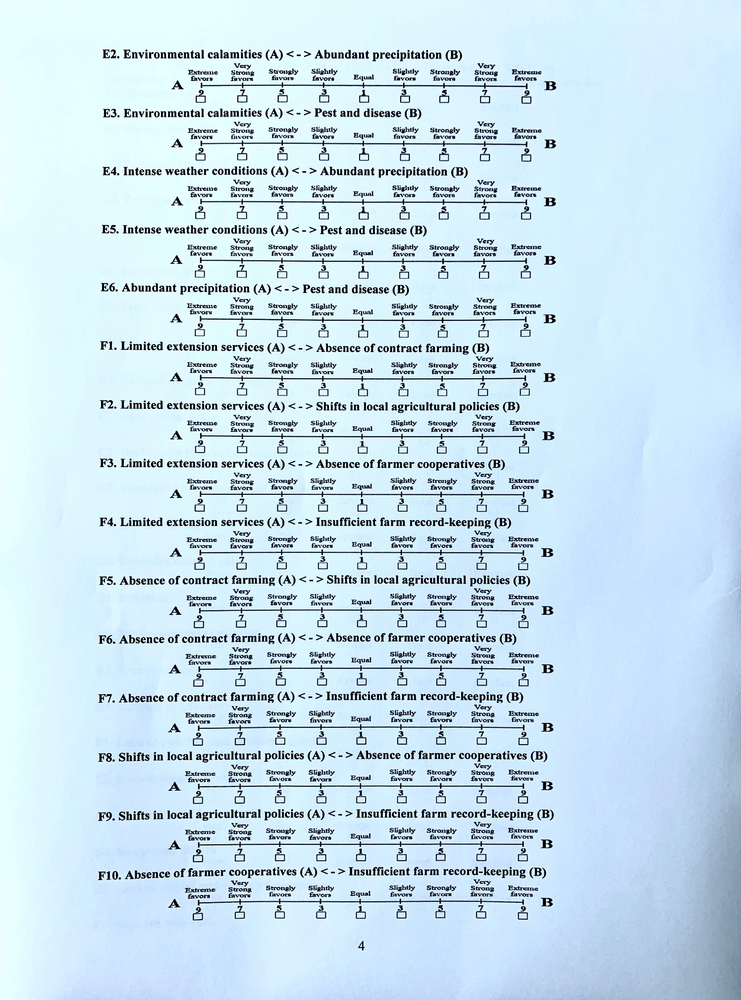 E2. Environmental calamities (A) < - > Abundant precipitation (B)
Extreme favors Very Strong favors Strongly favors Slightly favors Equal Slightly favors Strongly favors Very Strong favors Extreme favors
A B
9 7 5 3 1 3 5 7 9
E3. Environmental calamities (A) < - > Pest and disease (B)
Extreme favors Very Strong favors Strongly favors Slightly favors Equal Slightly favors Strongly favors Very Strong favors Extreme favors
A B
9 7 5 3 1 3 5 7 9
E4. Intense weather conditions (A) < - > Abundant precipitation (B)
Extreme favors Very Strong favors Strongly favors Slightly favors Equal Slightly favors Strongly favors Very Strong favors Extreme favors
A B
9 7 5 3 1 3 5 7 9
E5. Intense weather conditions (A) < - > Pest and disease (B)
Extreme favors Very Strong favors Strongly favors Slightly favors Equal Slightly favors Strongly favors Very Strong favors Extreme favors
A B
9 7 5 3 1 3 5 7 9
E6. Abundant precipitation (A) < - > Pest and disease (B)
Extreme favors Very Strong favors Strongly favors Slightly favors Equal Slightly favors Strongly favors Very Strong favors Extreme favors
A B
9 7 5 3 1 3 5 7 9
F1. Limited extension services (A) < - > Absence of contract farming (B)
Extreme favors Very Strong favors Strongly favors Slightly favors Equal Slightly favors Strongly favors Very Strong favors Extreme favors
A B
9 7 5 3 1 3 5 7 9
F2. Limited extension services (A) < - > Shifts in local agricultural policies (B)
Extreme favors Very Strong favors Strongly favors Slightly favors Equal Slightly favors Strongly favors Very Strong favors Extreme favors
A B
9 7 5 3 1 3 5 7 9
F3. Limited extension services (A) < - > Absence of farmer cooperatives (B)
Extreme favors Very Strong favors Strongly favors Slightly favors Equal Slightly favors Strongly favors Very Strong favors Extreme favors
A B
9 7 5 3 1 3 5 7 9
F4. Limited extension services (A) < - > Insufficient farm record-keeping (B)
Extreme favors Very Strong favors Strongly favors Slightly favors Equal Slightly favors Strongly favors Very Strong favors Extreme favors
A B
9 7 5 3 1 3 5 7 9
F5. Absence of contract farming (A) < - > Shifts in local agricultural policies (B)
Extreme favors Very Strong favors Strongly favors Slightly favors Equal Slightly favors Strongly favors Very Strong favors Extreme favors
A B
9 7 5 3 1 3 5 7 9
F6. Absence of contract farming (A) < - > Absence of farmer cooperatives (B)
Extreme favors Very Strong favors Strongly favors Slightly favors Equal Slightly favors Strongly favors Very Strong favors Extreme favors
A B
9 7 5 3 1 3 5 7 9
F7. Absence of contract farming (A) < - > Insufficient farm record-keeping (B)
Extreme favors Very Strong favors Strongly favors Slightly favors Equal Slightly favors Strongly favors Very Strong favors Extreme favors
A B
9 7 5 3 1 3 5 7 9
F8. Shifts in local agricultural policies (A) < - > Absence of farmer cooperatives (B)
Extreme favors Very Strong favors Strongly favors Slightly favors Equal Slightly favors Strongly favors Very Strong favors Extreme favors
A B
9 7 5 3 1 3 5 7 9
F9. Shifts in local agricultural policies (A) < - > Insufficient farm record-keeping (B)
Extreme favors Very Strong favors Strongly favors Slightly favors Equal Slightly favors Strongly favors Very Strong favors Extreme favors
A B
9 7 5 3 1 3 5 7 9
F10. Absence of farmer cooperatives (A) < - > Insufficient farm record-keeping (B)
Extreme favors Very Strong favors Strongly favors Slightly favors Equal Slightly favors Strongly favors Very Strong favors Extreme favors
A B
9 7 5 3 1 3 5 7 9
4